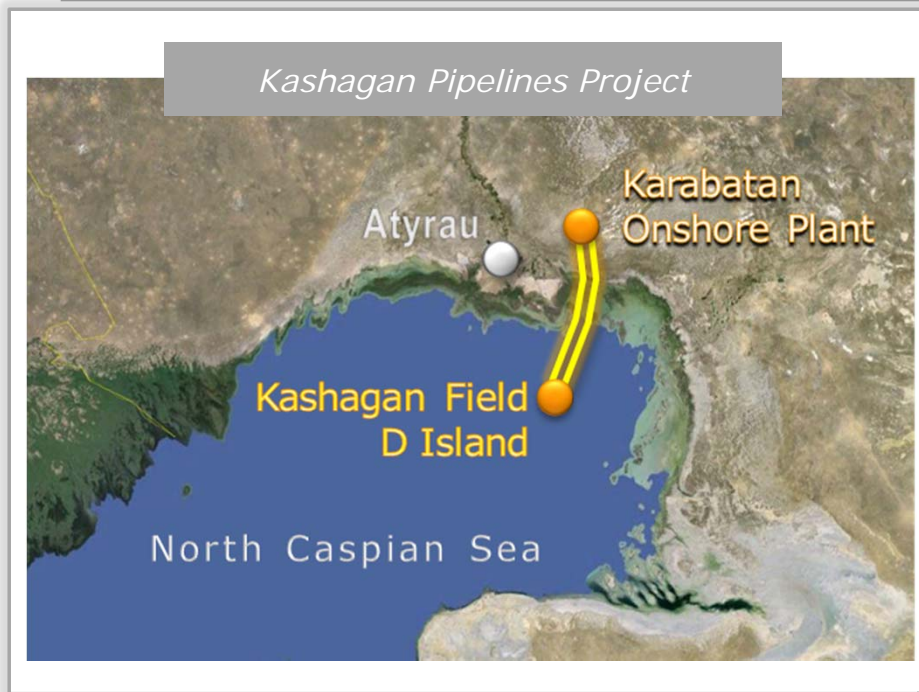 Kashagan Pipelines Project
Karabatan
Onshore Plant
Atyrau
Kashagan Field
D Island
North Caspian Sea